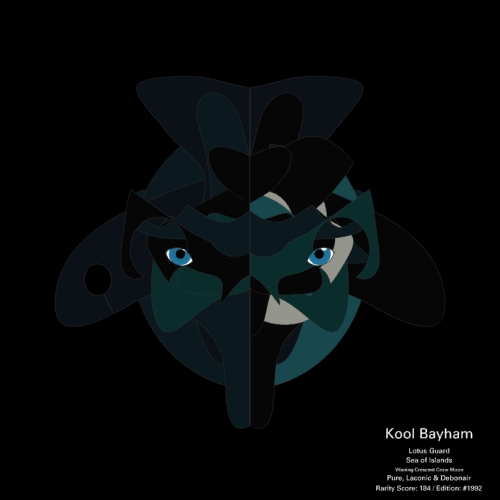 Kool Bayham
Lotus Guard
Sea of Islands
Waning Crescent Crow Moon
Pure, Laconic & Debonair
Rarity Score: 184 / Edition: #1992